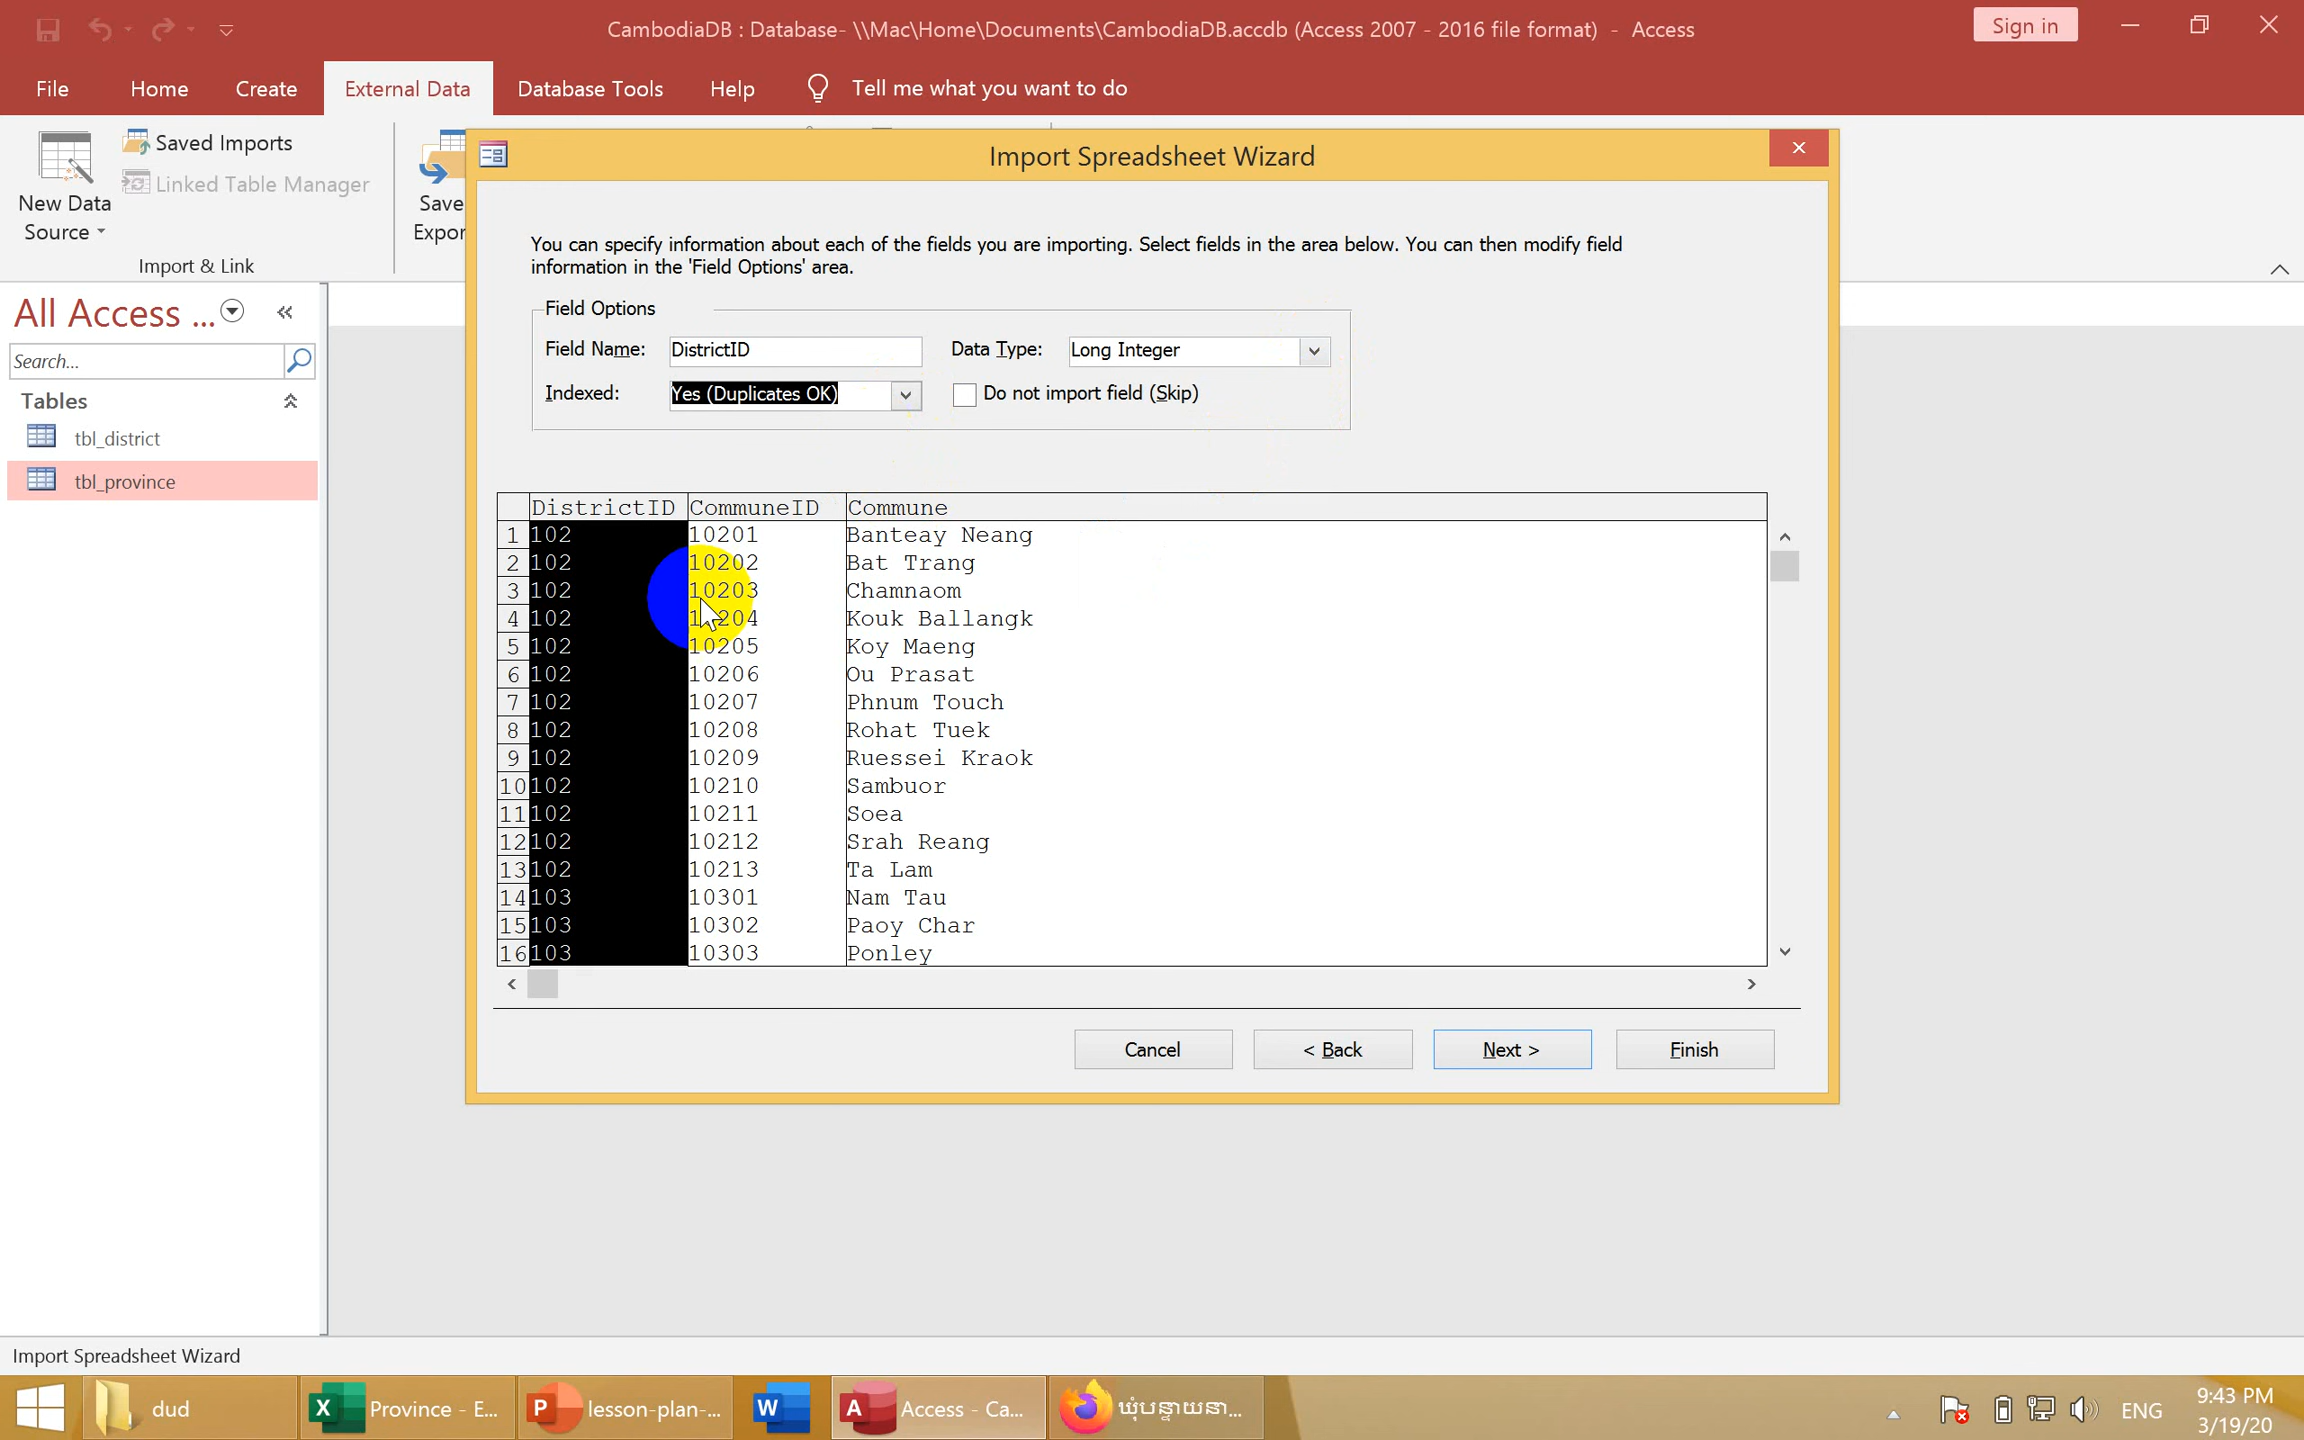 CambodiaDB : Database- \\Mac\Home\Documents\CambodiaDB.accdb (Access 2007 - 2016 file format) - Access
Sign in
File Home Create External Data Database Tools Help Tell me what you want to do
New Data Source
Saved Imports
Linked Table Manager
Import & Link
Save
Expor
Import Spreadsheet Wizard
You can specify information about each of the fields you are importing. Select fields in the area below. You can then modify field
information in the 'Field Options' area.
Field Options
Field Name: DistrictID Data Type: Long Integer
Indexed: Yes (Duplicates OK) Do not import field (Skip)
All Access ...
Search...
Tables
tbl_district
tbl_province
DistrictID CommuneID Commune
1 102 10201 Banteay Neang
2 102 10202 Bat Trang
3 102 10203 Chamnaom
4 102 10204 Kouk Ballangk
5 102 10205 Koy Maeng
6 102 10206 Ou Prasat
7 102 10207 Phnum Touch
8 102 10208 Rohat Tuek
9 102 10209 Ruessei Kraok
10 102 10210 Sambuor
11 102 10211 Soea
12 102 10212 Srah Reang
13 102 10213 Ta Lam
14 103 10301 Nam Tau
15 103 10302 Paoy Char
16 103 10303 Ponley
Cancel < Back Next > Finish
Import Spreadsheet Wizard
dud
Province - E...
lesson-plan-...
Access - Ca...
ឃុំបន្ទាយនា...
ENG
9:43 PM
3/19/20